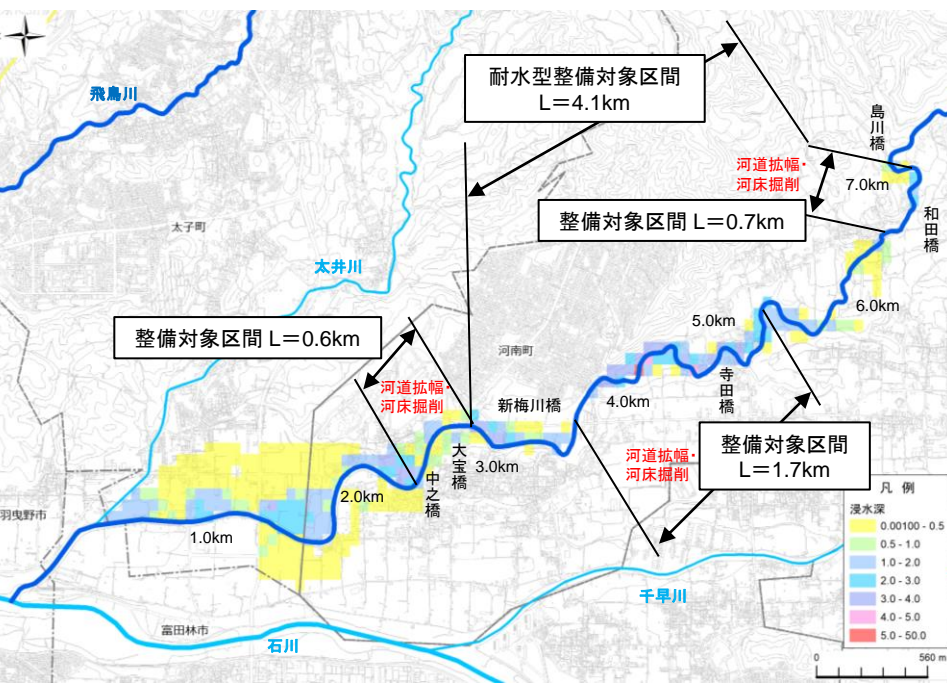 飛鳥川
耐水型整備対象区間
L=4.1km
島川橋
河道拡幅・
河床掘削
7.0km
和田橋
整備対象区間 L=0.7km
太子町
太井川
6.0km
5.0km
整備対象区間 L=0.6km
河南町
河道拡幅・
河床掘削
寺田橋
4.0km
新梅川橋
大宝橋
3.0km
中之橋
2.0km
河道拡幅・
河床掘削
整備対象区間
L=1.7km
羽曳野市
1.0km
凡 例
浸水深
0.00100 - 0.5
0.5 - 1.0
1.0 - 2.0
2.0 - 3.0
3.0 - 4.0
4.0 - 5.0
5.0 - 50.0
千早川
富田林市
石川
0 560 m